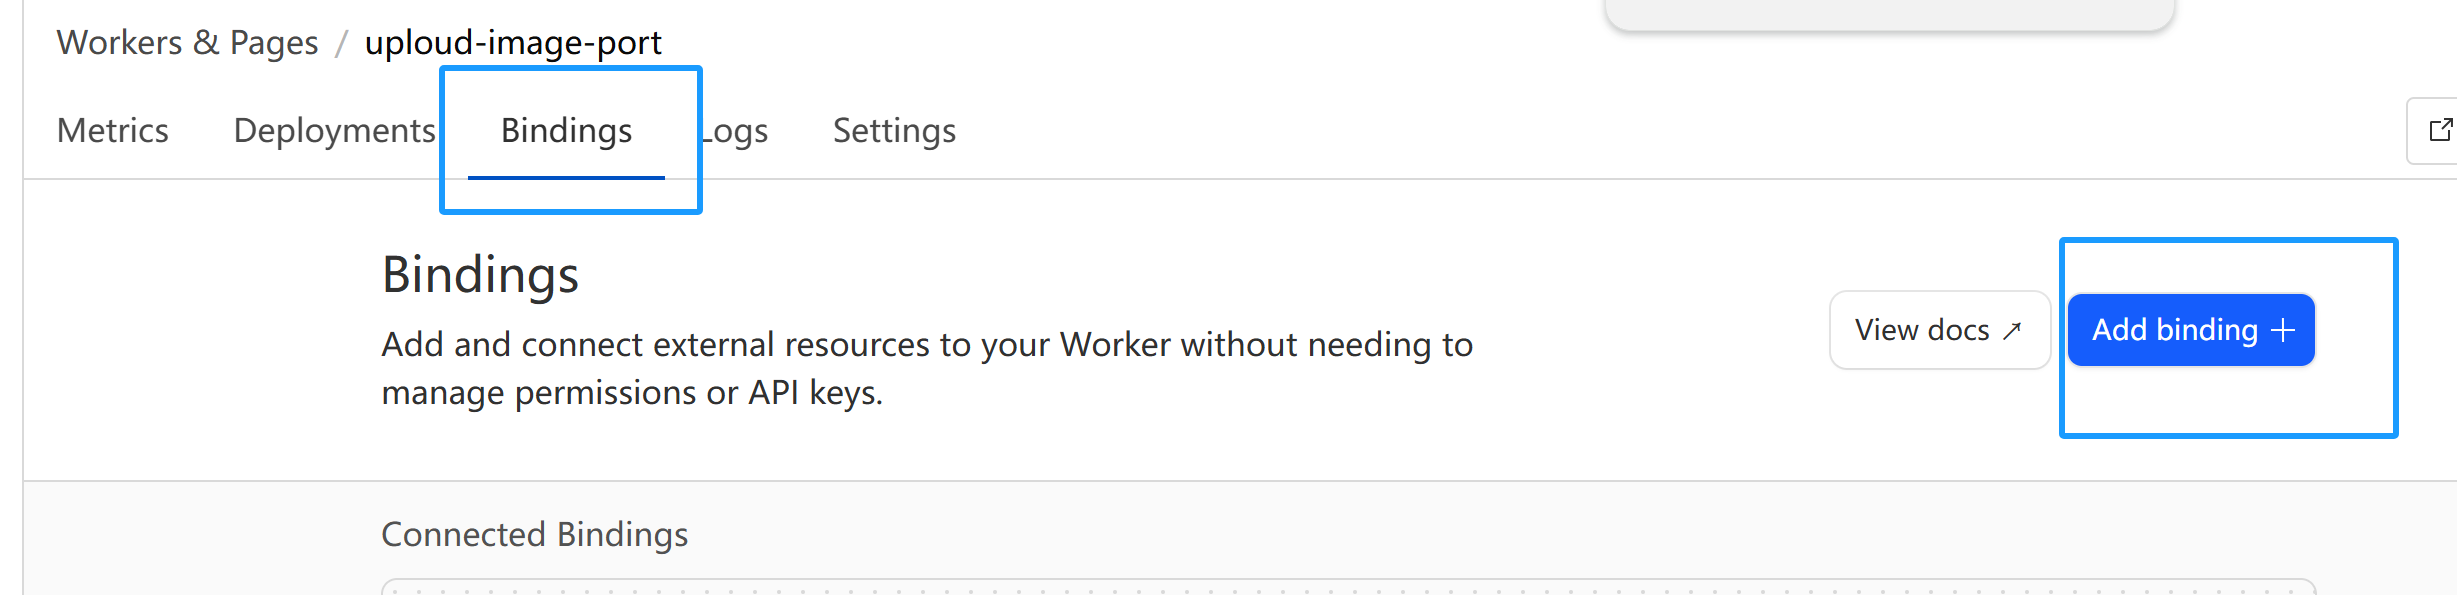 Workers & Pages / uploud-image-port
Metrics Deployments Bindings Logs Settings
Bindings
Add and connect external resources to your Worker without needing to
manage permissions or API keys.
View docs ↗ Add binding +
Connected Bindings